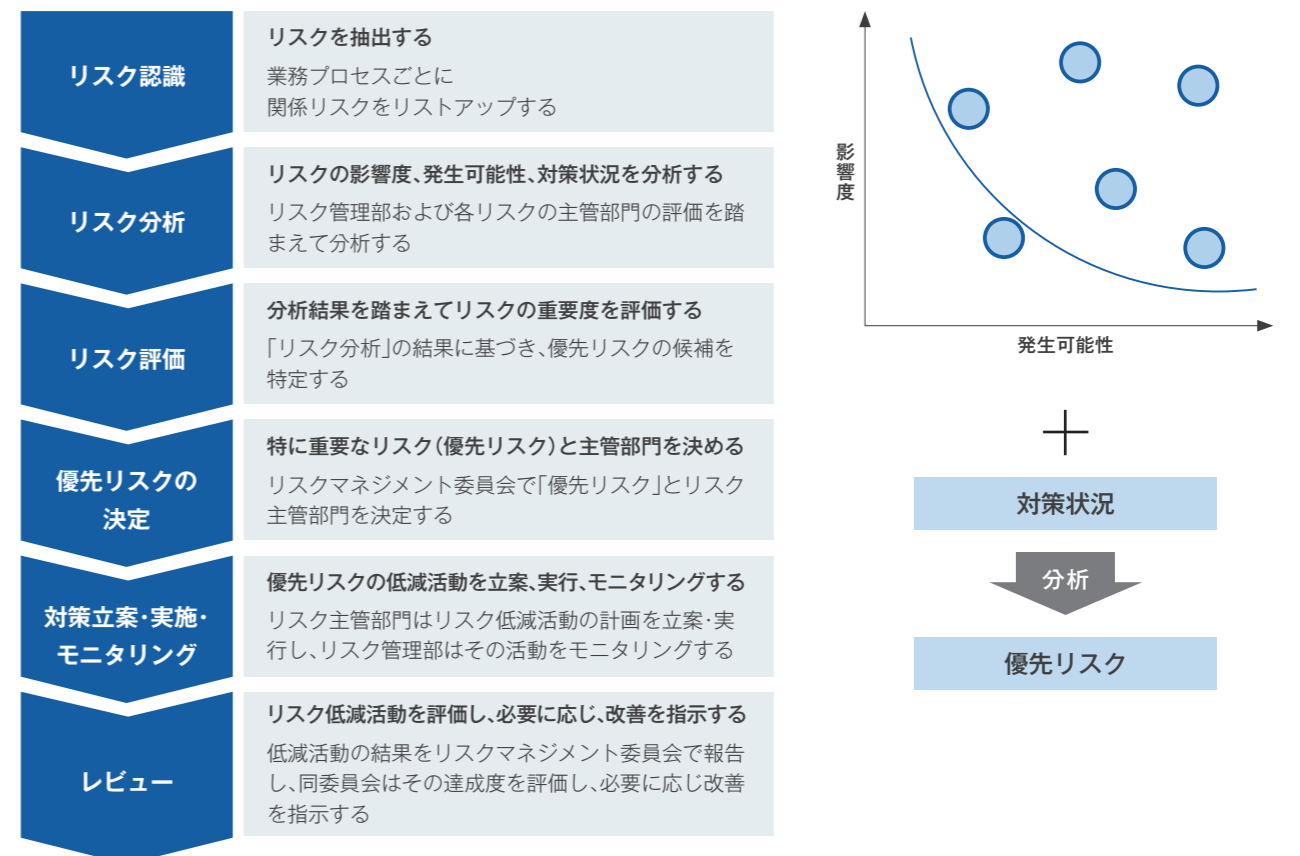 リスク認識
リスクを抽出する
業務プロセスごとに
関係リスクをリストアップする
リスク分析
リスクの影響度、発生可能性、対策状況を分析する
リスク管理部および各リスクの主管部門の評価を踏
まえて分析する
リスク評価
分析結果を踏まえてリスクの重要度を評価する
「リスク分析」の結果に基づき、優先リスクの候補を
特定する
優先リスクの
決定
特に重要なリスク(優先リスク)と主管部門を決める
リスクマネジメント委員会で「優先リスク」とリスク
主管部門を決定する
対策立案・実施・
モニタリング
優先リスクの低減活動を立案、実行、モニタリングする
リスク主管部門はリスク低減活動の計画を立案・実
行し、リスク管理部はその活動をモニタリングする
レビュー
リスク低減活動を評価し、必要に応じ、改善を指示する
低減活動の結果をリスクマネジメント委員会で報告
し、同委員会はその達成度を評価し、必要に応じ改善
を指示する
影響度
発生可能性
+
対策状況
分析
優先リスク